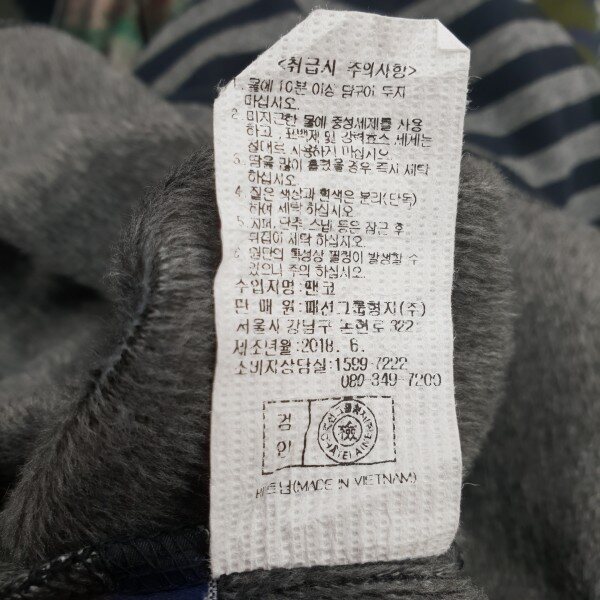 <취급시 주의사항>
1. 물에 10분 이상 담구어 두지
마십시오.
2. 미지근한 물에 중성세제를 사용
하고, 표백제 및 강력효소 세제는
절대로 사용하지 마십시오.
3. 땀을 많이 흘렸을 경우 즉시 세탁
하십시오.
4. 짙은 색상과 흰색은 분리(단독)
하여 세탁 하십시오
5. 지퍼, 단추 스냅 등은 잠근 후
뒤집어 세탁 하십시오.
6. 원단의 특성상 필링이 발생할 수
있으니 주의 하십시오.
수입자명:팬코
판 매 원:패션그룹형지(주)
서울시 강남구 논현로 322
제조년월:2018. 6.
소비자상담실:1599-7222
080-349-7200
검
인
檢
CHATELAINE
베트남(MADE IN VIETNAM)